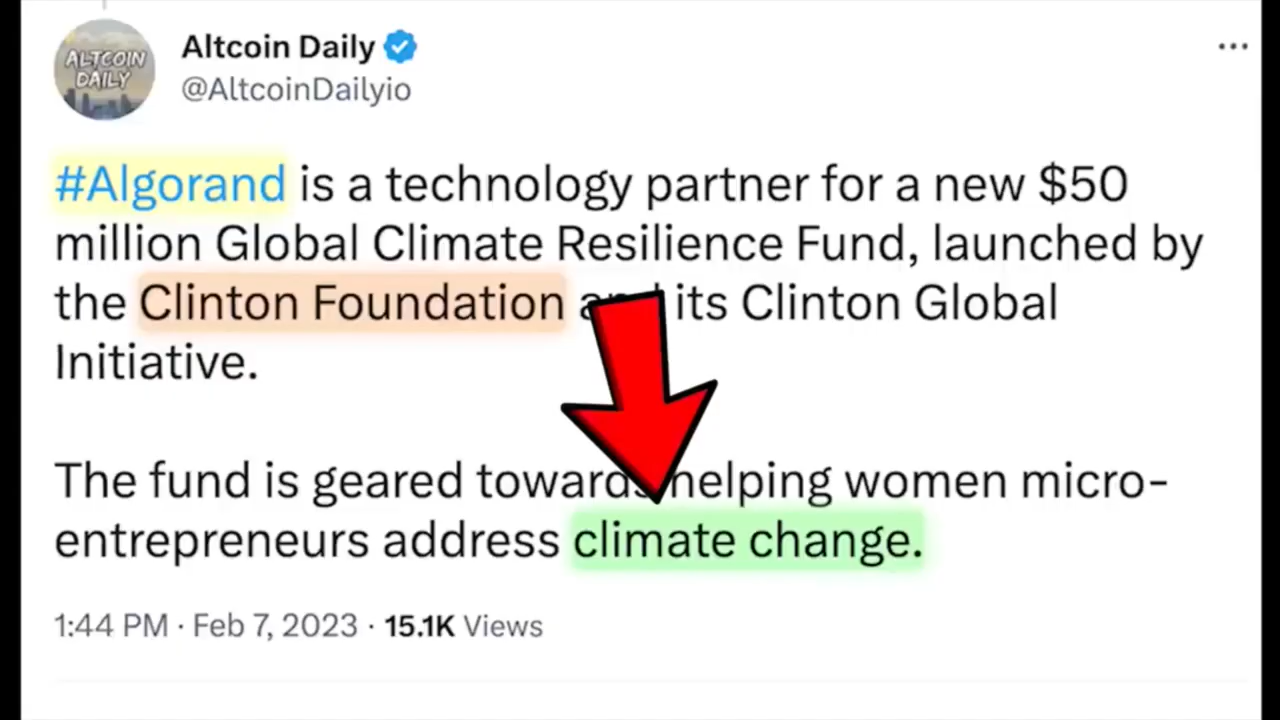 ALTCOIN
DAILY
Altcoin Daily
@AltcoinDailyio
#Algorand is a technology partner for a new $50
million Global Climate Resilience Fund, launched by
the Clinton Foundation and its Clinton Global
Initiative.
The fund is geared towards helping women micro-
entrepreneurs address climate change.
1:44 PM · Feb 7, 2023 · 15.1K Views